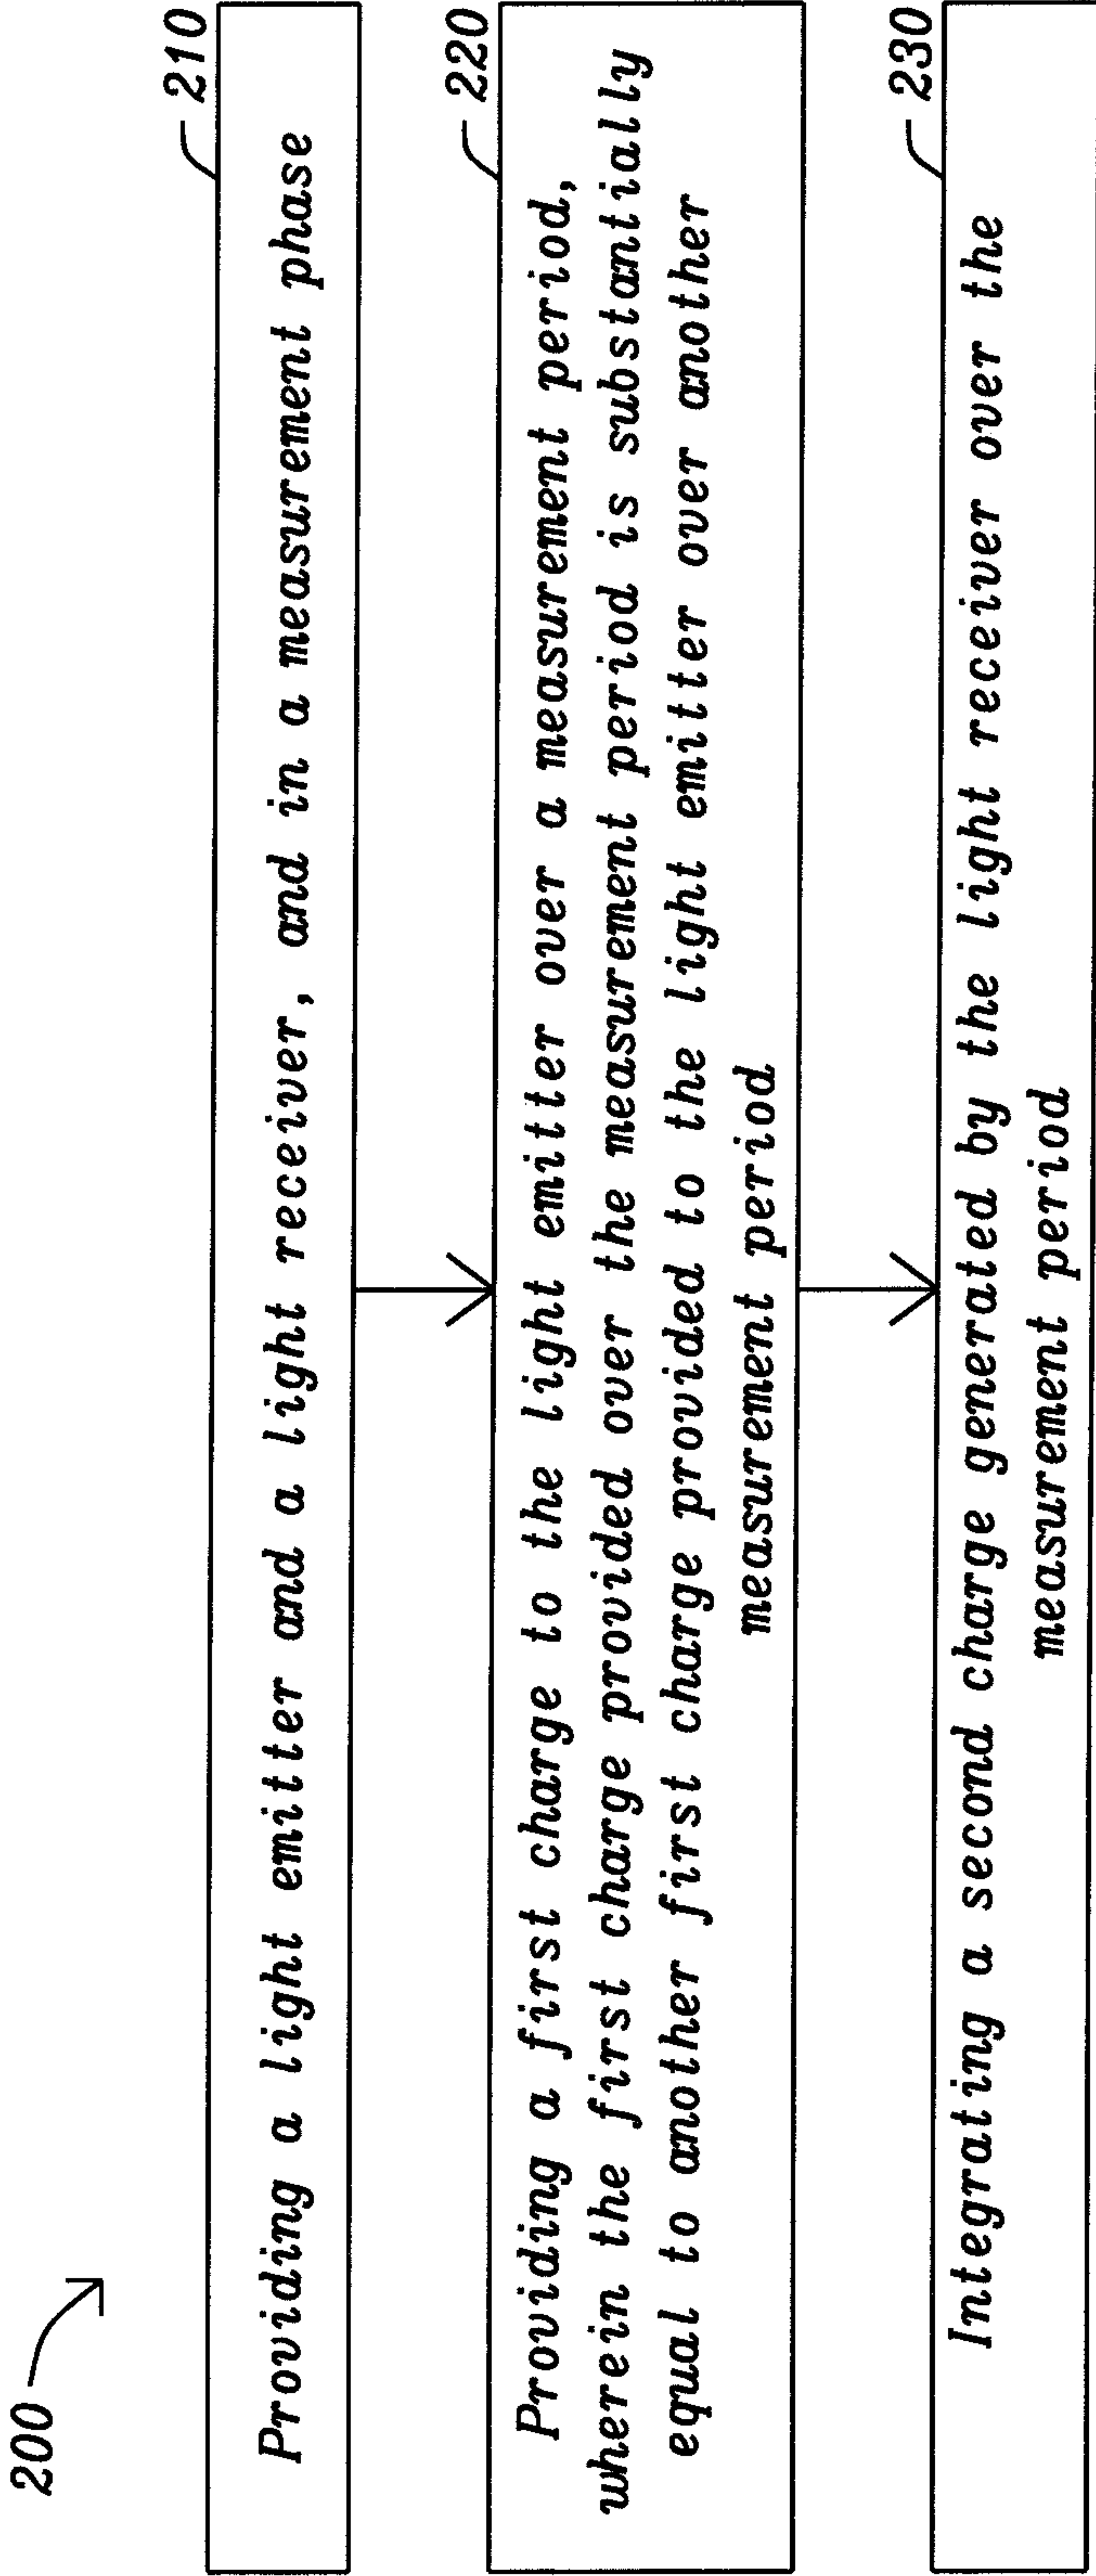 200
210
Providing a light emitter and a light receiver, and in a measurement phase
220
Providing a first charge to the light emitter over a measurement period,
wherein the first charge provided over the measurement period is substantially
equal to another first charge provided to the light emitter over another
measurement period
230
Integrating a second charge generated by the light receiver over the
measurement period